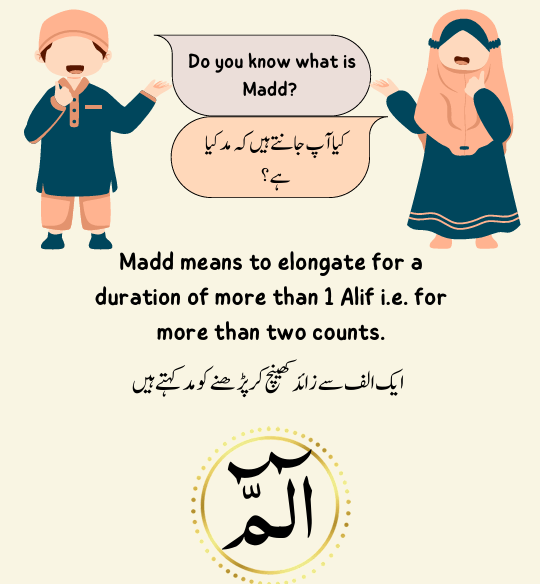 Do you know what is
Madd?
کیا آپ جانتے ہیں کہ مد کیا
ہے؟
Madd means to elongate for a
duration of more than 1 Alif i.e. for
more than two counts.
ایک الف سے زائد کھینچ کر پڑھنے کو مد کہتے ہیں
الٓمّٓ